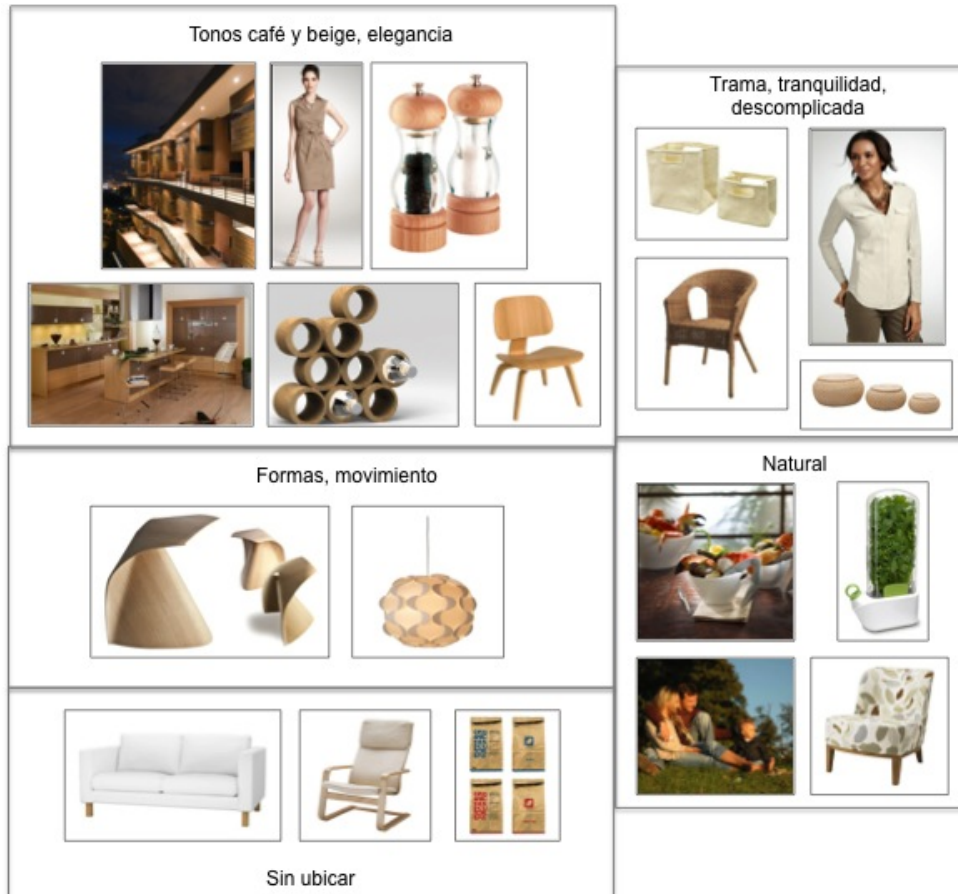 Tonos café y beige, elegancia
Trama, tranquilidad,
descomplicada
Formas, movimiento
Natural
Sin ubicar